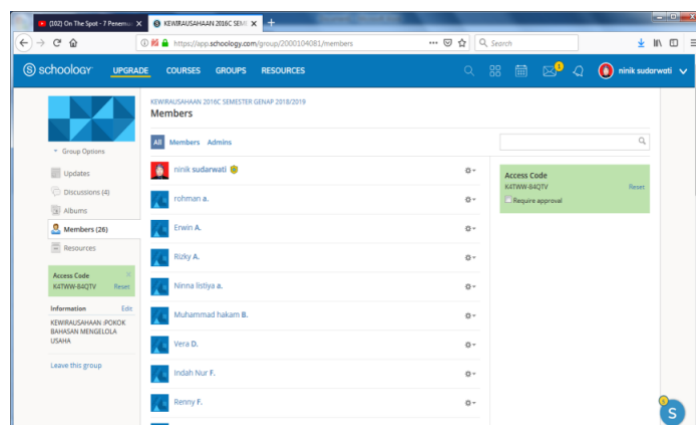 (102) On The Spot - 7 Penemu
KEWIRAUSAHAAN 2016C SEM
https://app.schoology.com/group/2000104081/members
Search
schoology
UPGRADE
COURSES
GROUPS
RESOURCES
ninik sudarwati
KEWIRAUSAHAAN 2016C SEMESTER GENAP 2018/2019
Members
Group Options
Updates
Discussions (4)
Albums
Members (26)
Resources
Access Code
K4TWW-B4QTV Reset
Information Edit
KEWIRAUSAHAAN :POKOK
BAHASAN MENGELOLA
USAHA
Leave this group
All Members Admins
ninik sudarwati
rohman a.
Erwin A.
Rizky A.
Ninna listiya a.
Muhammad hakam B.
Vera D.
Indah Nur F.
Renny F.
Access Code
K4TWW-B4QTV Reset
Require approval
S